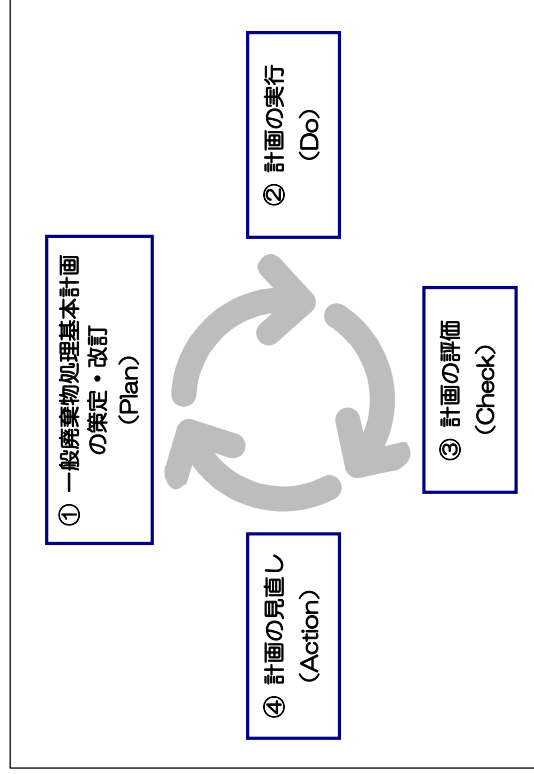 ① 一般廃棄物処理基本計画
の策定・改訂
(Plan)
② 計画の実行
(Do)
③ 計画の評価
(Check)
④ 計画の見直し
(Action)